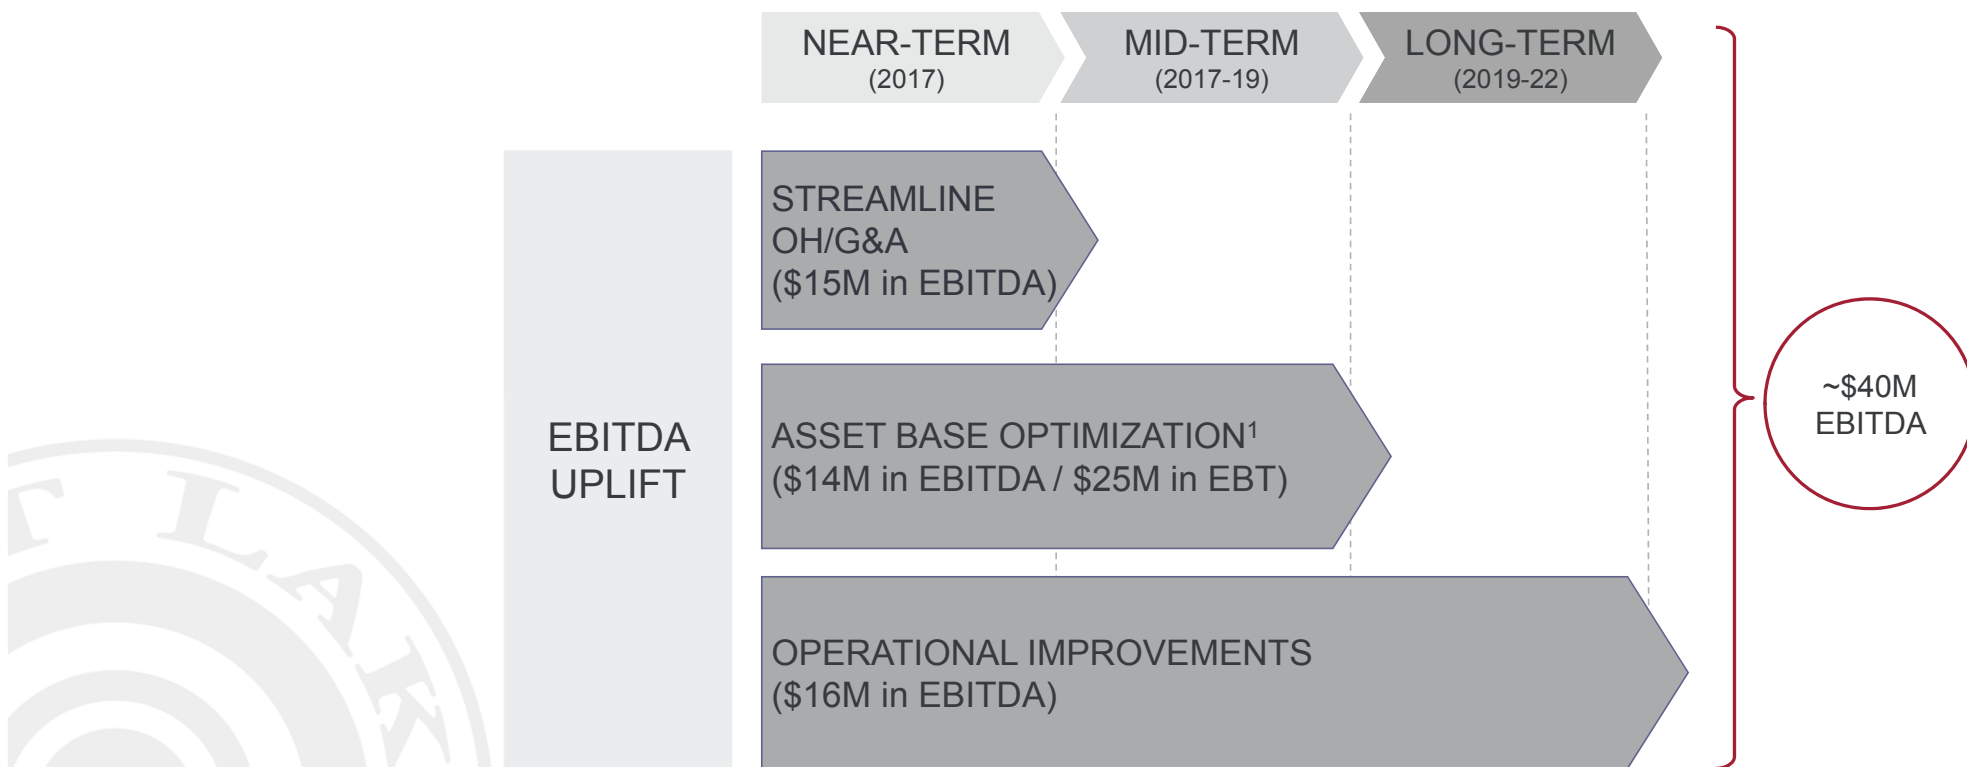 NEAR-TERM
(2017)
MID-TERM
(2017-19)
LONG-TERM
(2019-22)
EBITDA
UPLIFT
STREAMLINE
OH/G&A
($15M in EBITDA)
ASSET BASE OPTIMIZATION¹
($14M in EBITDA / $25M in EBT)
OPERATIONAL IMPROVEMENTS
($16M in EBITDA)
~$40M
EBITDA
T LAK